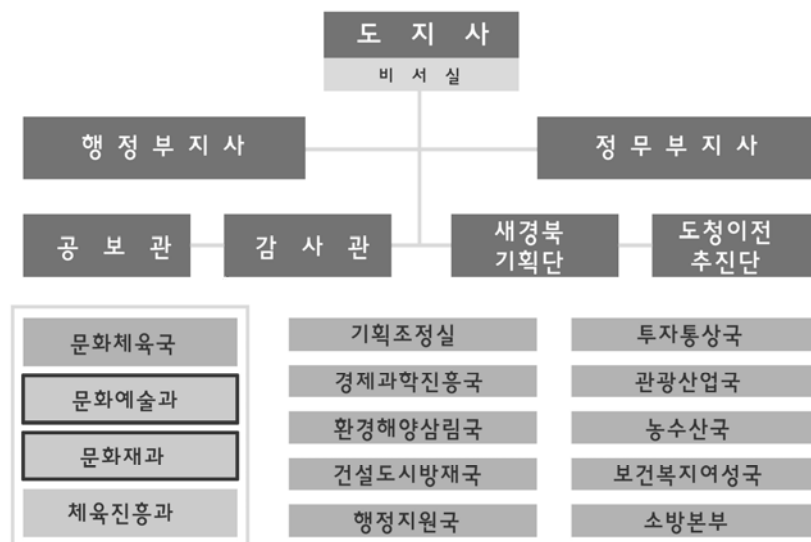 도 지 사
비 서 실
행 정 부 지 사
정 무 부 지 사
공 보 관
감 사 관
새경북
기획단
도청이전
추진단
문화체육국
문화예술과
문화재과
체육진흥과
기획조정실
경제과학진흥국
환경해양삼림국
건설도시방재국
행정지원국
투자통상국
관광산업국
농수산국
보건복지여성국
소방본부